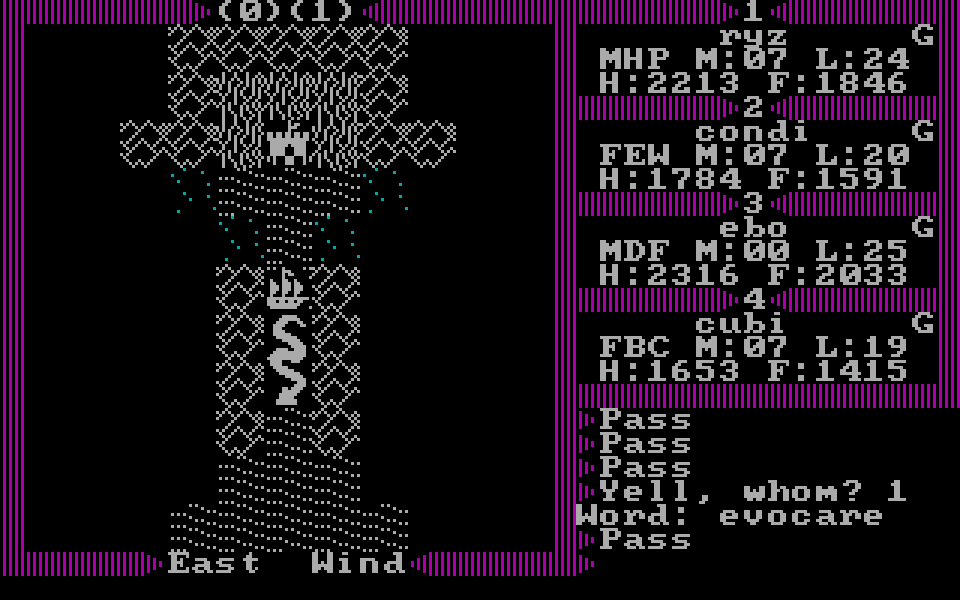 (0)(1)
East Wind
1
ryz G
MHP M:07 L:24
H:2213 F:1846
2
condi G
FEW M:07 L:20
H:1784 F:1591
3
ebo G
MDF M:00 L:25
H:2316 F:2033
4
cubi G
FBC M:07 L:19
H:1653 F:1415
Pass
Pass
Pass
Yell, whom? 1
Word: evocare
Pass